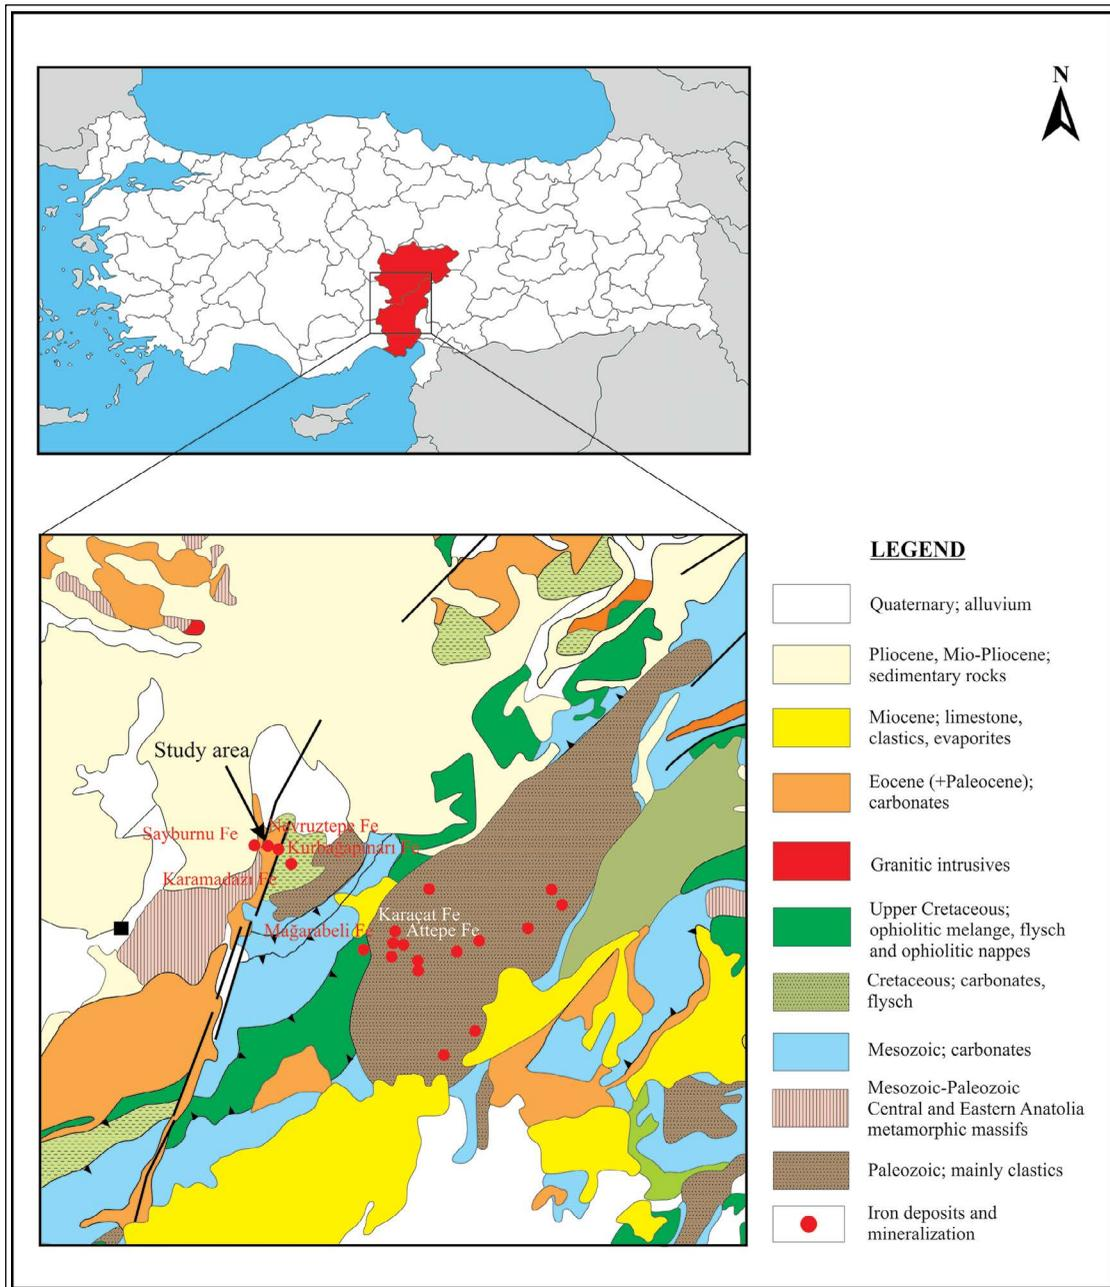 N
Study area
Sayburnu Fe
Nevruztepe Fe
Kurbağapınarı Fe
Karamadazı Fe
Karaçat Fe
Mağarabeli Fe
Attepe Fe
LEGEND
Quaternary; alluvium
Pliocene, Mio-Pliocene;
sedimentary rocks
Miocene; limestone,
clastics, evaporites
Eocene (+Paleocene);
carbonates
Granitic intrusives
Upper Cretaceous;
ophiolitic melange, flysch
and ophiolitic nappes
Cretaceous; carbonates,
flysch
Mesozoic; carbonates
Mesozoic-Paleozoic
Central and Eastern Anatolia
metamorphic massifs
Paleozoic; mainly clastics
Iron deposits and
mineralization